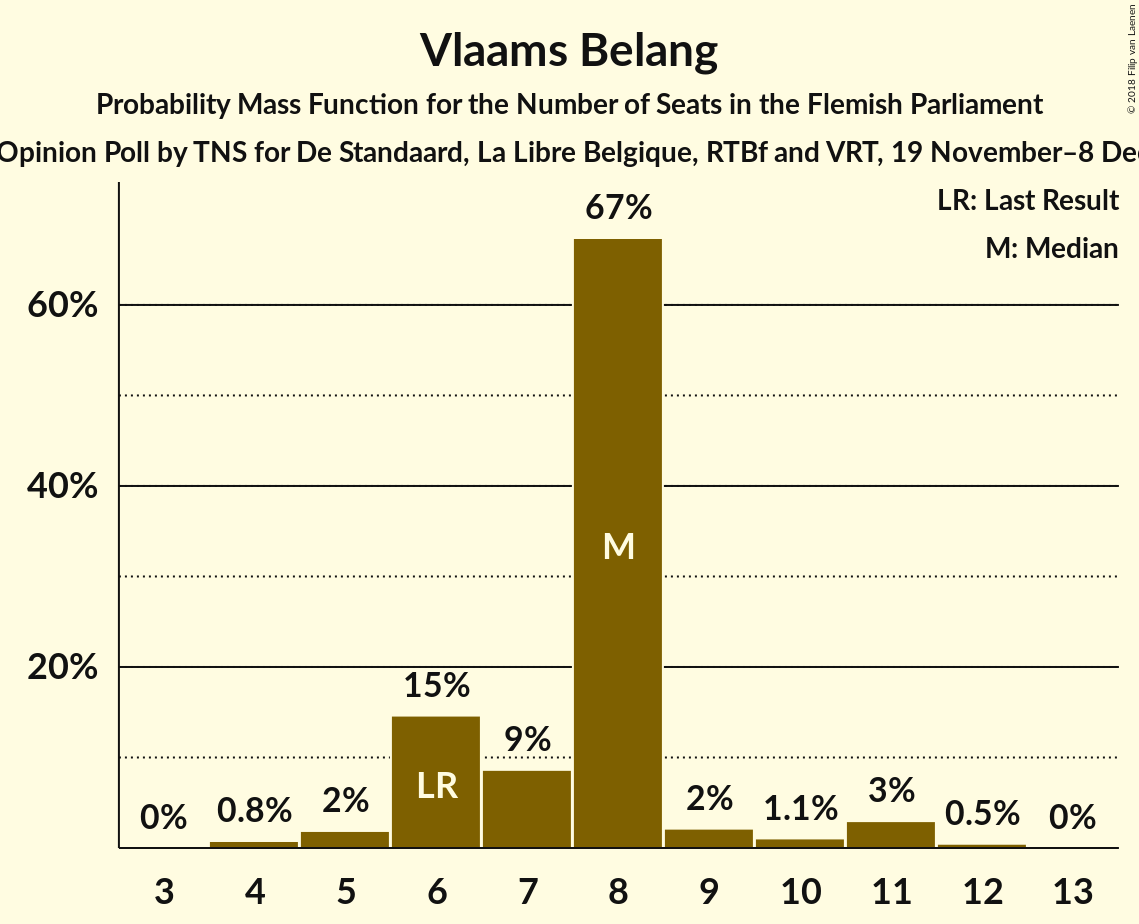 Vlaams Belang
Probability Mass Function for the Number of Seats in the Flemish Parliament
Opinion Poll by TNS for De Standaard, La Libre Belgique, RTBf and VRT, 19 November–8
© 2018 Filip van Laenen
LR: Last Result
M: Median
60%
40%
20%
0%
0.8%
2%
15%
9%
67%
2%
1.1%
3%
0.5%
0%
LR
M
3 4 5 6 7 8 9 10 11 12 13